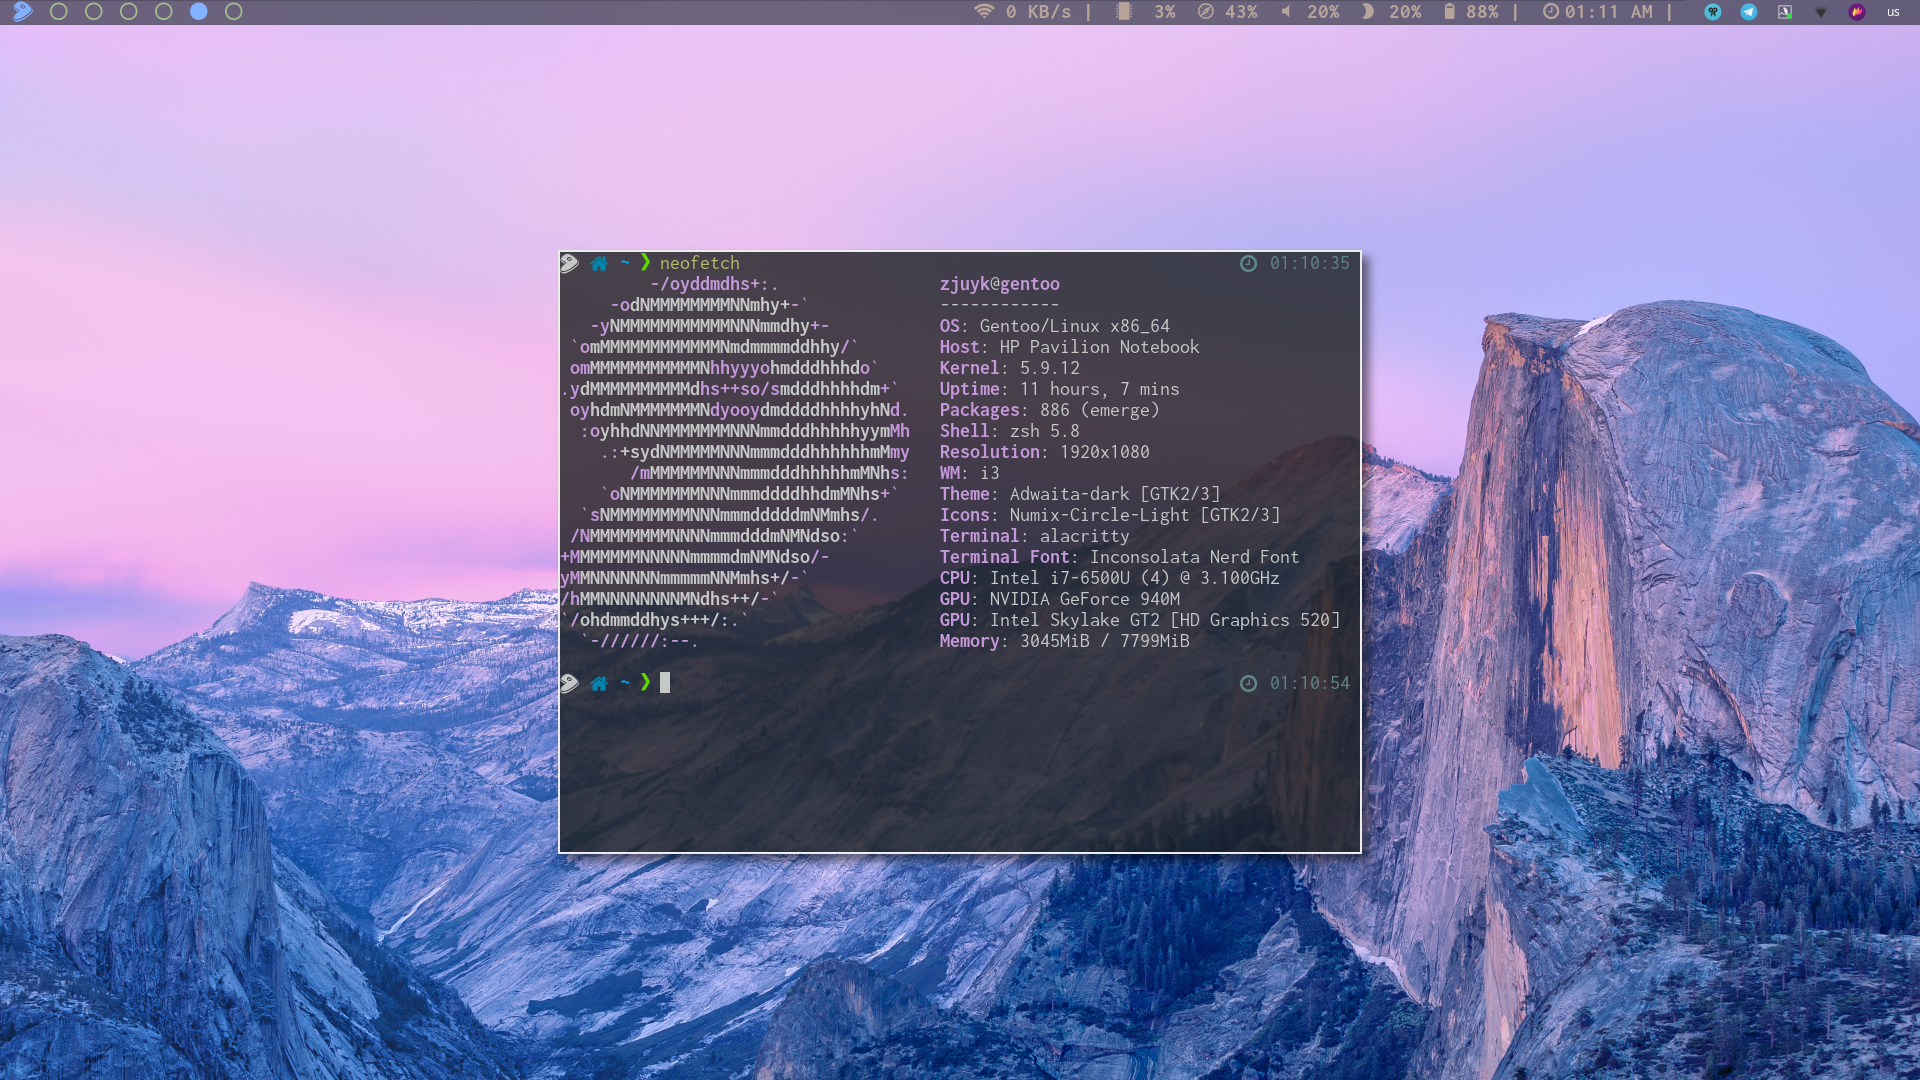 0 KB/s | 3% 43% 20% 20% 88% | 01:11 AM | us
~ ❯ neofetch 01:10:35
-/oyddmdhs+:.
-odNMMMMMMMMNNmhy+-`
-yNMMMMMMMMMMMNNNmmdhy+-
`omMMMMMMMMMMMMNmdmmmmddhhy/`
omMMMMMMMMMMMNhhyyyohmdddhhhdo`
.ydMMMMMMMMMMdhs++so/smdddhhhhdm+`
oyhdmNMMMMMMMNdyooydmddddhhhhyhNd.
:oyhhdNNMMMMMMMNNNmmdddhhhhhyymMh
.:+sydNMMMMMNNNmmmdddhhhhhhmMmy
/mMMMMMMNNNmmmdddhhhhhmMNhs:
`oNMMMMMMMNNNmmmddddhhdmMNhs+`
`sNMMMMMMMMNNNmmmdddddmNMmhs/.
/NMMMMMMMMNNNNmmmdddmNMNdso:`
+MMMMMMMNNNNNmmmmdmNMNdso/-
yMMNNNNNNNmmmmmNNMmhs+/-`
/hMMNNNNNNNNMNdhs++/-`
`/ohdmmddhys+++/:.`
`-//////:--.
zjuyk@gentoo
------------
OS: Gentoo/Linux x86_64
Host: HP Pavilion Notebook
Kernel: 5.9.12
Uptime: 11 hours, 7 mins
Packages: 886 (emerge)
Shell: zsh 5.8
Resolution: 1920x1080
WM: i3
Theme: Adwaita-dark [GTK2/3]
Icons: Numix-Circle-Light [GTK2/3]
Terminal: alacritty
Terminal Font: Inconsolata Nerd Font
CPU: Intel i7-6500U (4) @ 3.100GHz
GPU: NVIDIA GeForce 940M
GPU: Intel Skylake GT2 [HD Graphics 520]
Memory: 3045MiB / 7799MiB
~ ❯ 01:10:54